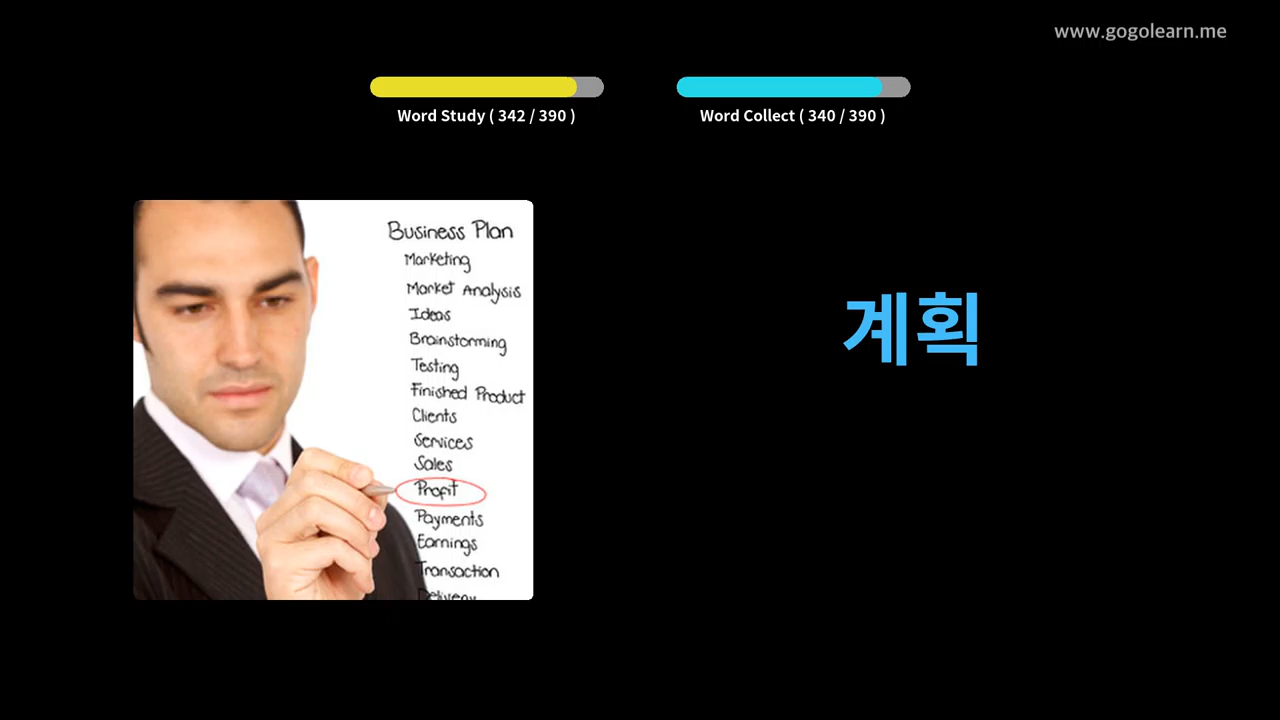 www.gogolearn.me
Word Study ( 342 / 390 )
Word Collect ( 340 / 390 )
Business Plan
Marketing
Market Analysis
Ideas
Brainstorming
Testing
Finished Product
Clients
Services
Sales
Profit
Payments
Earnings
Transaction
Delivery
계획